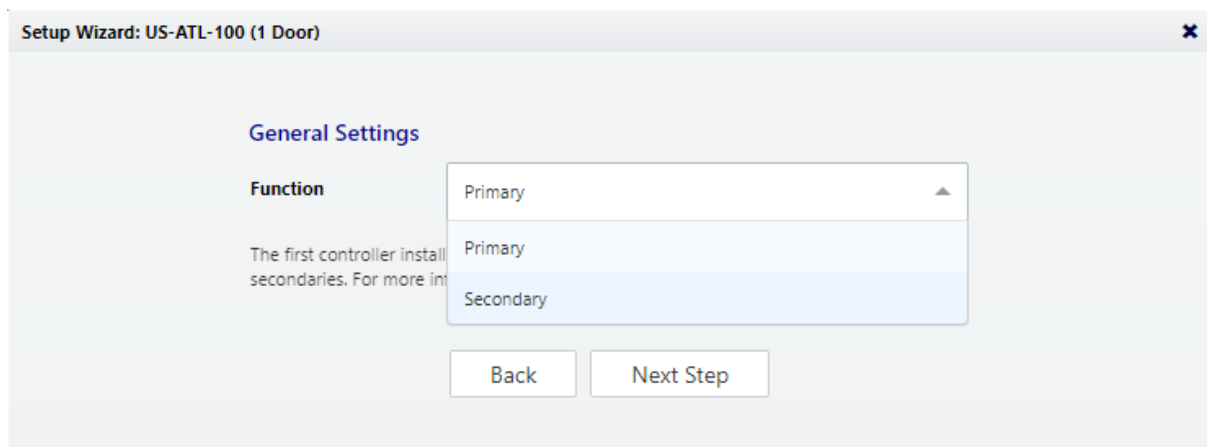 Setup Wizard: US-ATL-100 (1 Door)
General Settings
Function
Primary
Primary
Secondary
The first controller install
secondaries. For more in
Back
Next Step